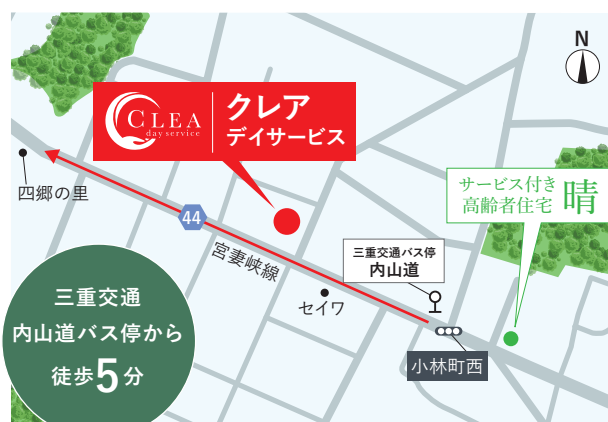 N
CLEA
day service
クレア
デイサービス
サービス付き
高齢者住宅
晴
四郷の里
44
宮妻峡線
三重交通バス停
内山道
セイワ
小林町西
三重交通
内山道バス停から
徒歩5分